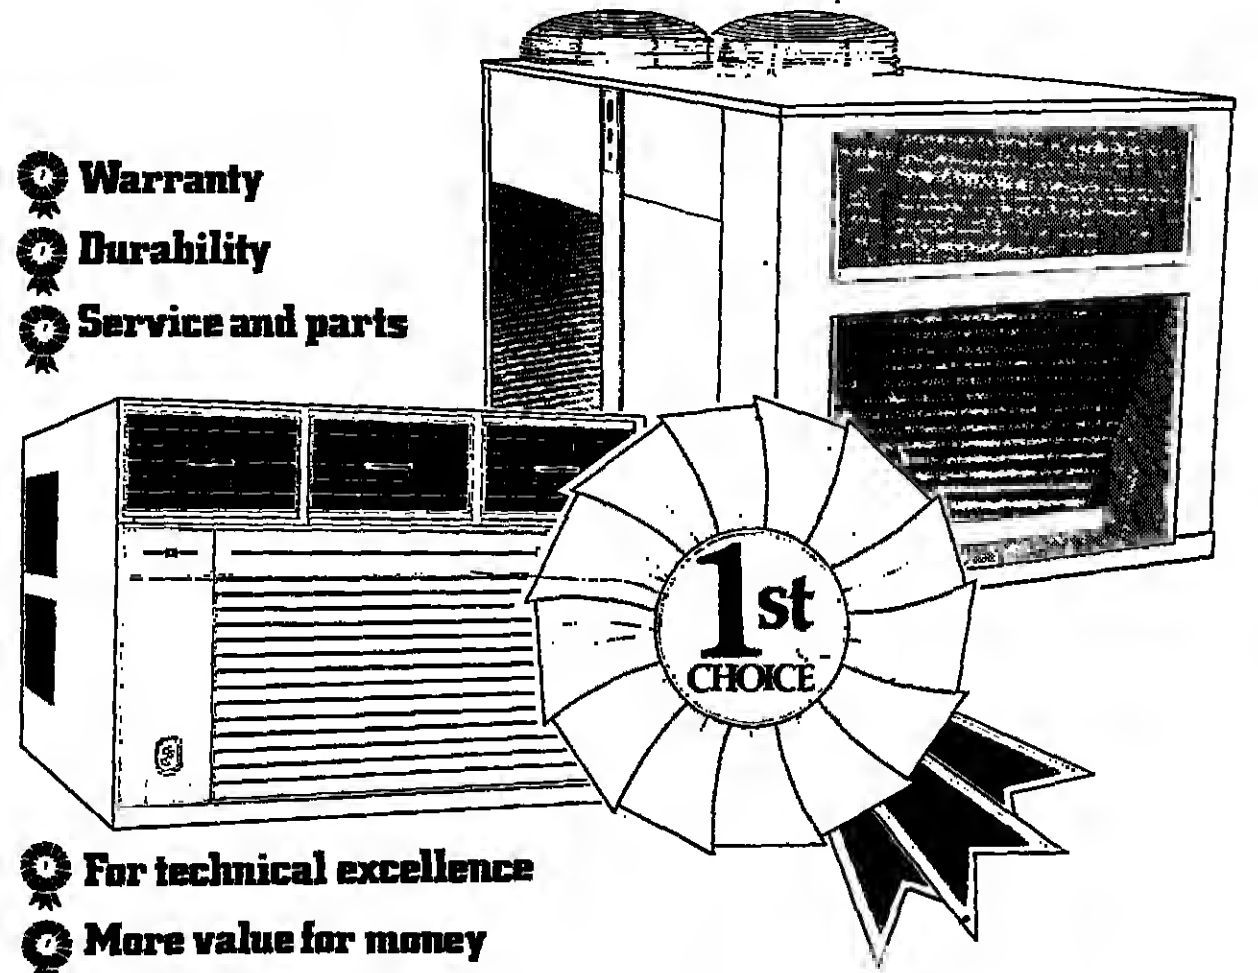 Warranty
Durability
Service and parts
1st
CHOICE
For technical excellence
More value for money